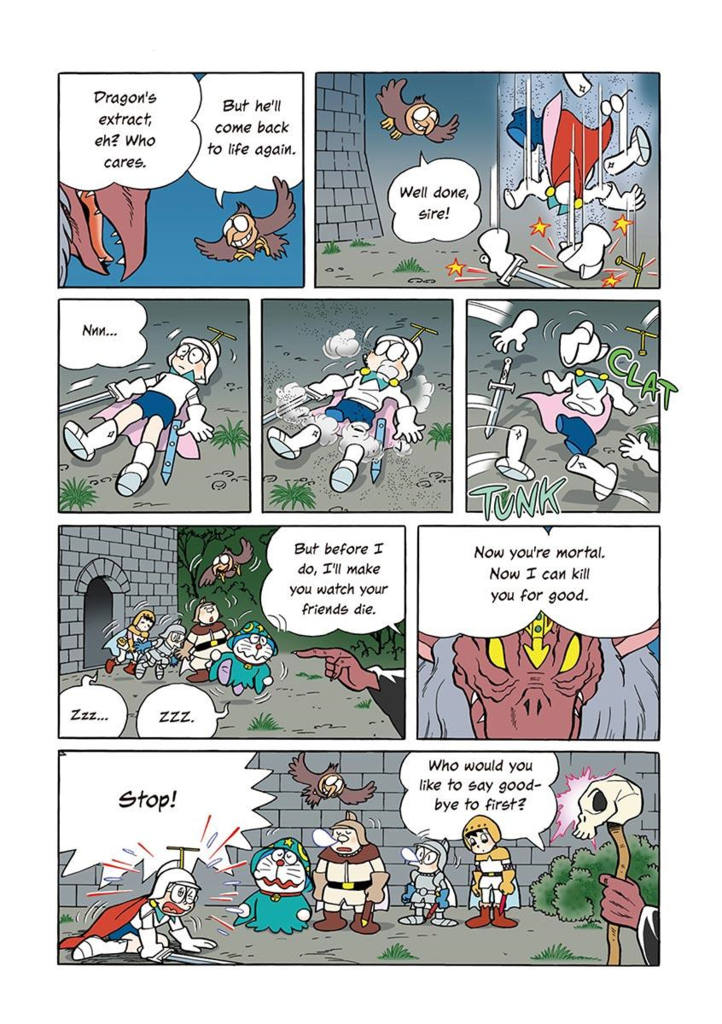 Dragon's
extract,
eh? Who
cares.
But he'll
come back
to life again.
Well done,
sire!
Nnn...
CLAT
TUNK
But before I
do, I'll make
you watch your
friends die.
Zzz...
zzz.
Now you're mortal.
Now I can kill
you for good.
Stop!
Who would you
like to say good-
bye to first?